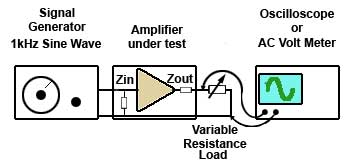 Signal
Generator
1kHz Sine Wave
Amplifier
under test
Oscilloscope
or
AC Volt Meter
Zin
Zout
Variable
Resistance
Load